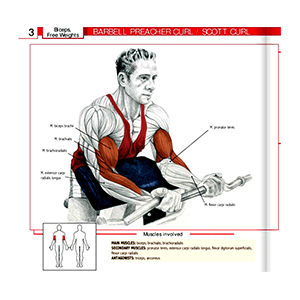 3
Biceps,
Free Weights
BARBELL PREACHER CURL / SCOTT CURL
M. biceps brachii
M. brachialis
M. brachioradialis
M. extensor carpi
radialis longus
M. pronator teres
M. flexor carpi radialis
Muscles involved
MAIN MUSCLES: biceps, brachialis, brachioradialis
SECONDARY MUSCLES: pronator teres, extensor carpi radialis longus, flexor digitorum superficialis,
flexor carpi radialis
ANTAGONISTS: triceps, anconeus